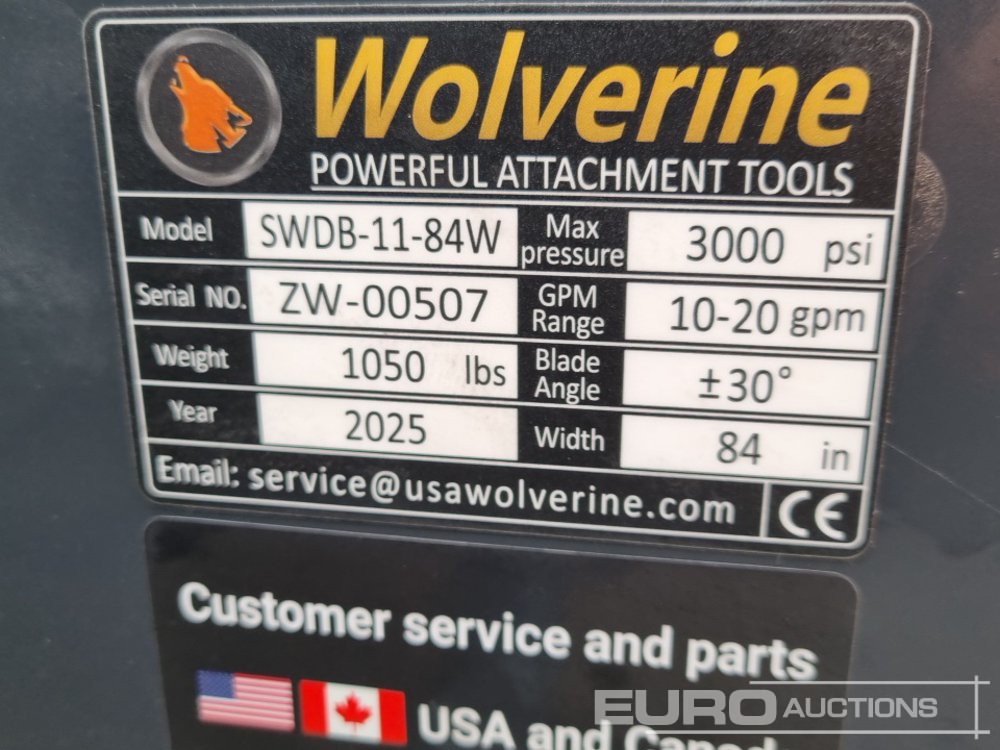 Wolverine
POWERFUL ATTACHMENT TOOLS
Model SWDB-11-84W Max pressure 3000 psi
Serial NO. ZW-00507 GPM Range 10-20 gpm
Weight 1050 lbs Blade Angle ±30°
Year 2025 Width 84 in
Email: service@usawolverine.com CE
Customer service and parts
USA and
EURO AUCTIONS